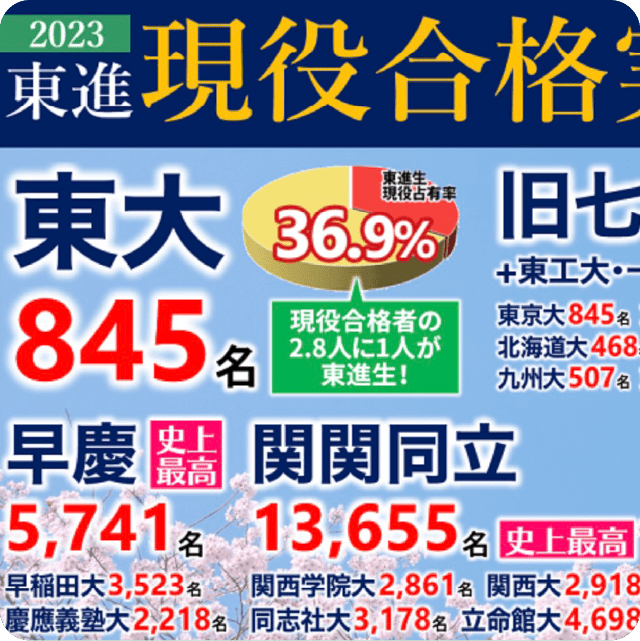 2023
東進 現役合格
東大
845名
東進生
現役占有率
36.9%
現役合格者の
2.8人に1人が
東進生！
旧七
+東工大・
東京大845名
北海道大468
九州大507名
早慶 史上最高
5,741名
早稲田大3,523名
慶應義塾大2,218名
関関同立
13,655名 史上最高
関西学院大2,861名 関西大2,918
同志社大3,178名 立命館大4,698